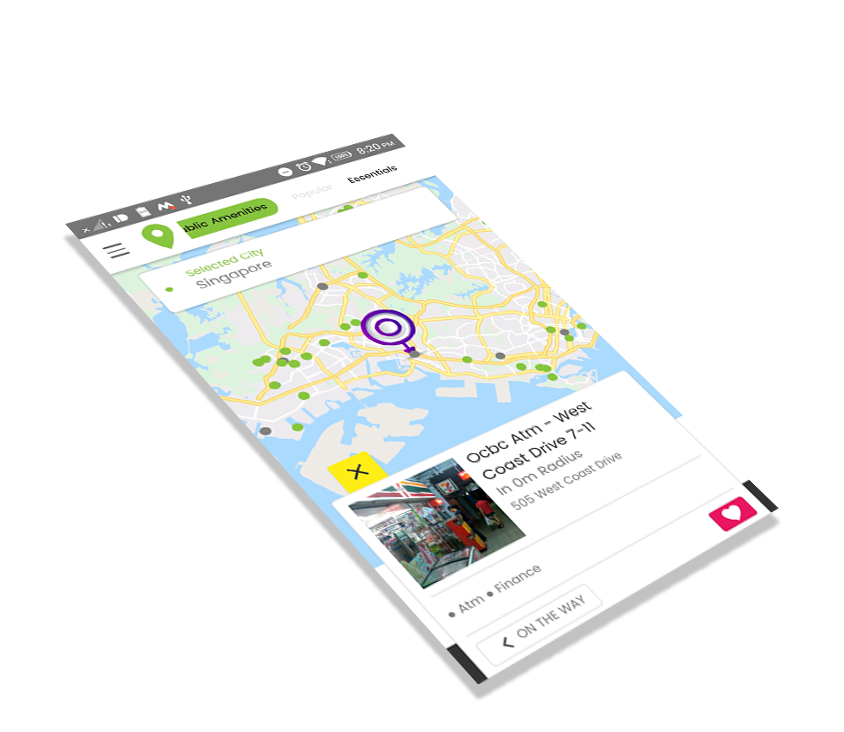 100%
8:20 PM
ublic Amenities
Popular
Essentials
Selected City
Singapore
Ocbc Atm - West
Coast Drive 7-11
In 0m Radius
505 West Coast Drive
• Atm • Finance
ON THE WAY